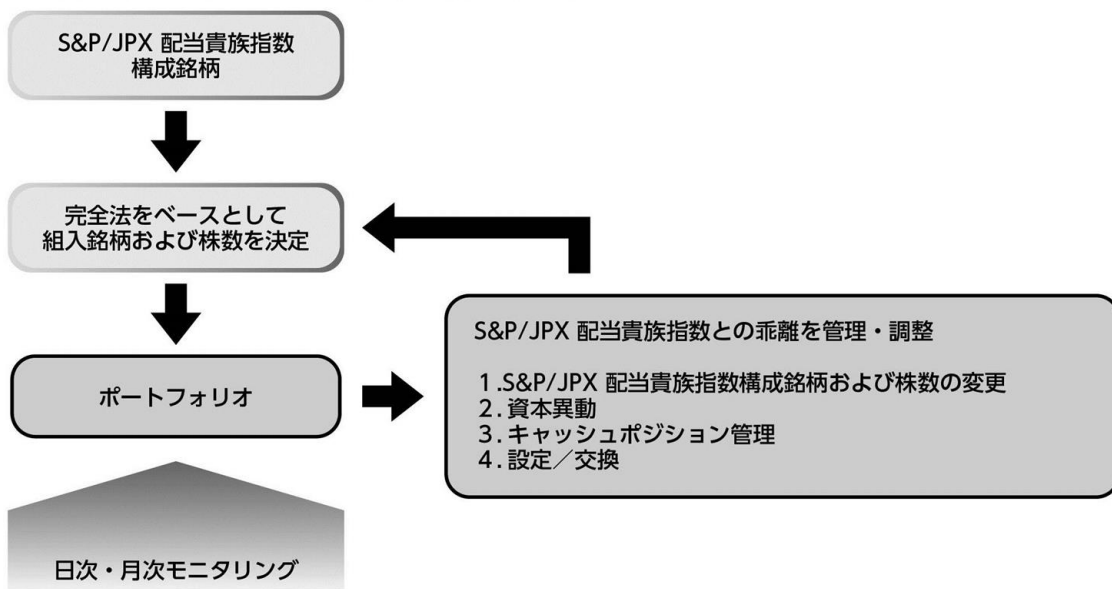 S&P/JPX 配当貴族指数
構成銘柄
完全法をベースとして
組入銘柄および株数を決定
ポートフォリオ
日次・月次モニタリング
S&P/JPX 配当貴族指数との乖離を管理・調整
1.S&P/JPX 配当貴族指数構成銘柄および株数の変更
2.資本異動
3.キャッシュポジション管理
4.設定／交換